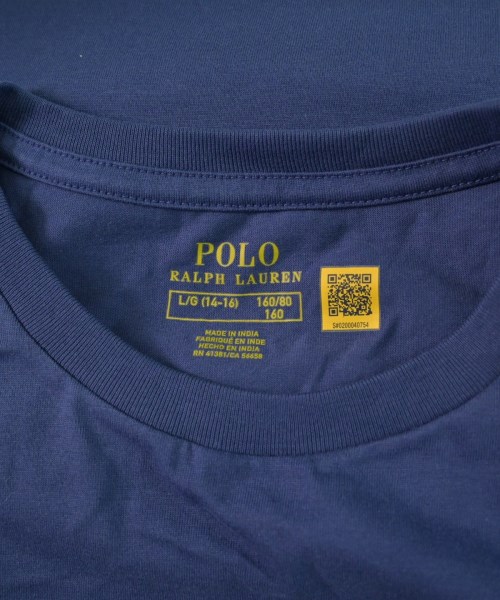 POLO
RALPH LAUREN
L/G (14-16) 160/80
160
MADE IN INDIA
FABRIQUÉ EN INDE
HECHO EN INDIA
RN 41381/CA 56658
S#0200040754